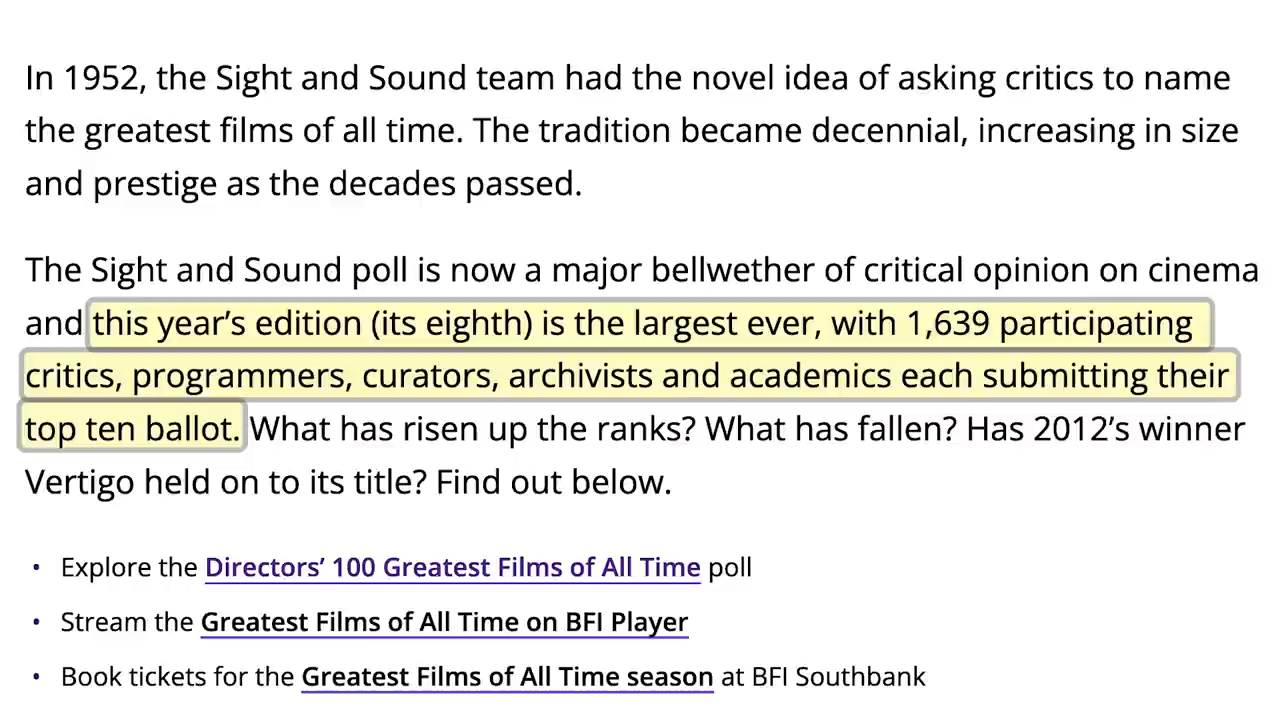 In 1952, the Sight and Sound team had the novel idea of asking critics to name
the greatest films of all time. The tradition became decennial, increasing in size
and prestige as the decades passed.
The Sight and Sound poll is now a major bellwether of critical opinion on cinema
and this year’s edition (its eighth) is the largest ever, with 1,639 participating
critics, programmers, curators, archivists and academics each submitting their
top ten ballot. What has risen up the ranks? What has fallen? Has 2012’s winner
Vertigo held on to its title? Find out below.
• Explore the Directors’ 100 Greatest Films of All Time poll
• Stream the Greatest Films of All Time on BFI Player
• Book tickets for the Greatest Films of All Time season at BFI Southbank